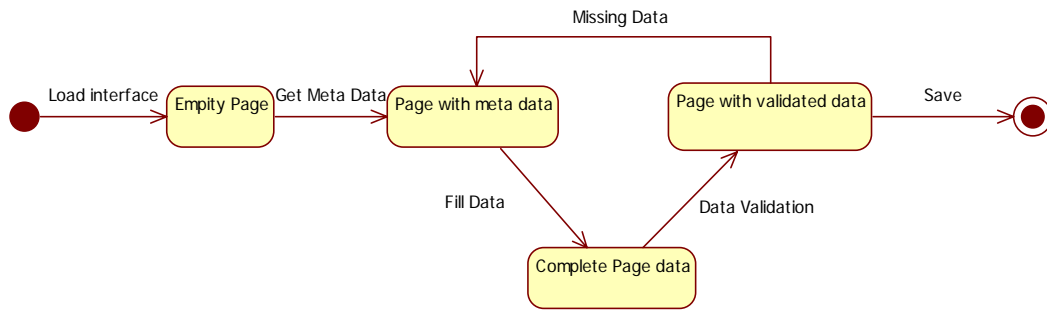 Missing Data
Load interface
Empity Page
Get Meta Data
Page with meta data
Page with validated data
Save
Fill Data
Data Validation
Complete Page data